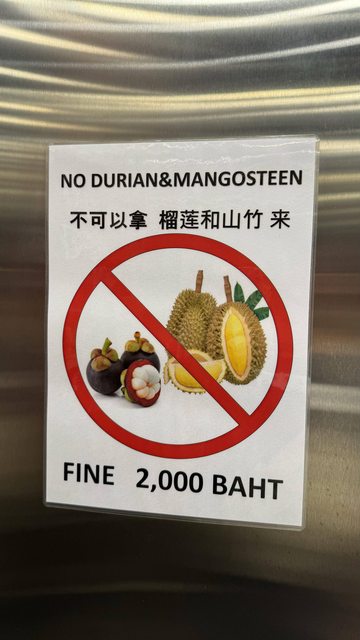 NO DURIAN&MANGOSTEEN
不可以拿 榴莲和山竹 来
FINE 2,000 BAHT